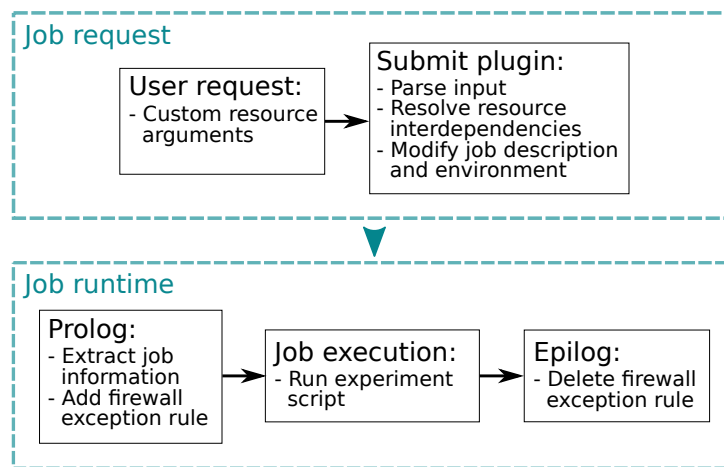 Job request
User request:
- Custom resource
arguments
Submit plugin:
- Parse input
- Resolve resource
interdependencies
- Modify job description
and environment
Job runtime
Prolog:
- Extract job
information
- Add firewall
exception rule
Job execution:
- Run experiment
script
Epilog:
- Delete firewall
exception rule